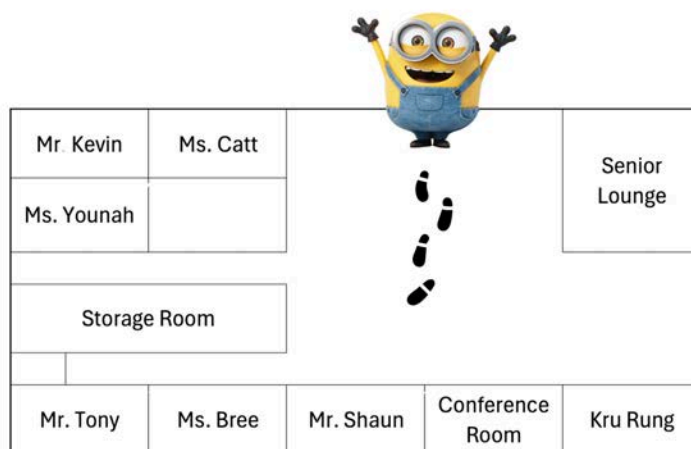 Mr. Kevin
Ms. Catt
Senior
Lounge
Ms. Younah
Storage Room
Mr. Tony
Ms. Bree
Mr. Shaun
Conference
Room
Kru Rung